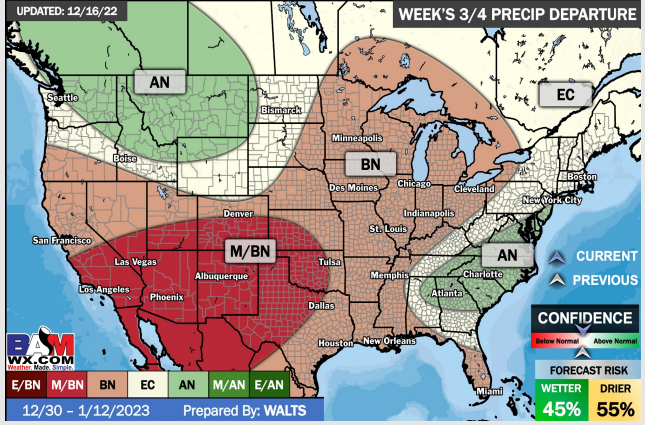 UPDATED: 12/16/22
WEEK'S 3/4 PRECIP DEPARTURE
AN
EC
Seattle
Bismarck
Minneapolis
BN
Boise
Boston
Des Moines
Chicago
Cleveland
New York City
Denver
Indianapolis
St. Louis
San Francisco
M/BN
AN
CURRENT
Las Vegas
Tulsa
Albuquerque
Memphis
Charlotte
PREVIOUS
Los Angeles
Phoenix
Atlanta
Dallas
CONFIDENCE
Houston
New Orleans
Below Normal
Above Normal
BAM
WX.COM
Weather. Made. Simple.
FORECAST RISK
E/BN
M/BN
BN
EC
AN
M/AN
E/AN
Miami
WETTER
DRIER
45%
55%
12/30 – 1/12/2023
Prepared By: WALTS